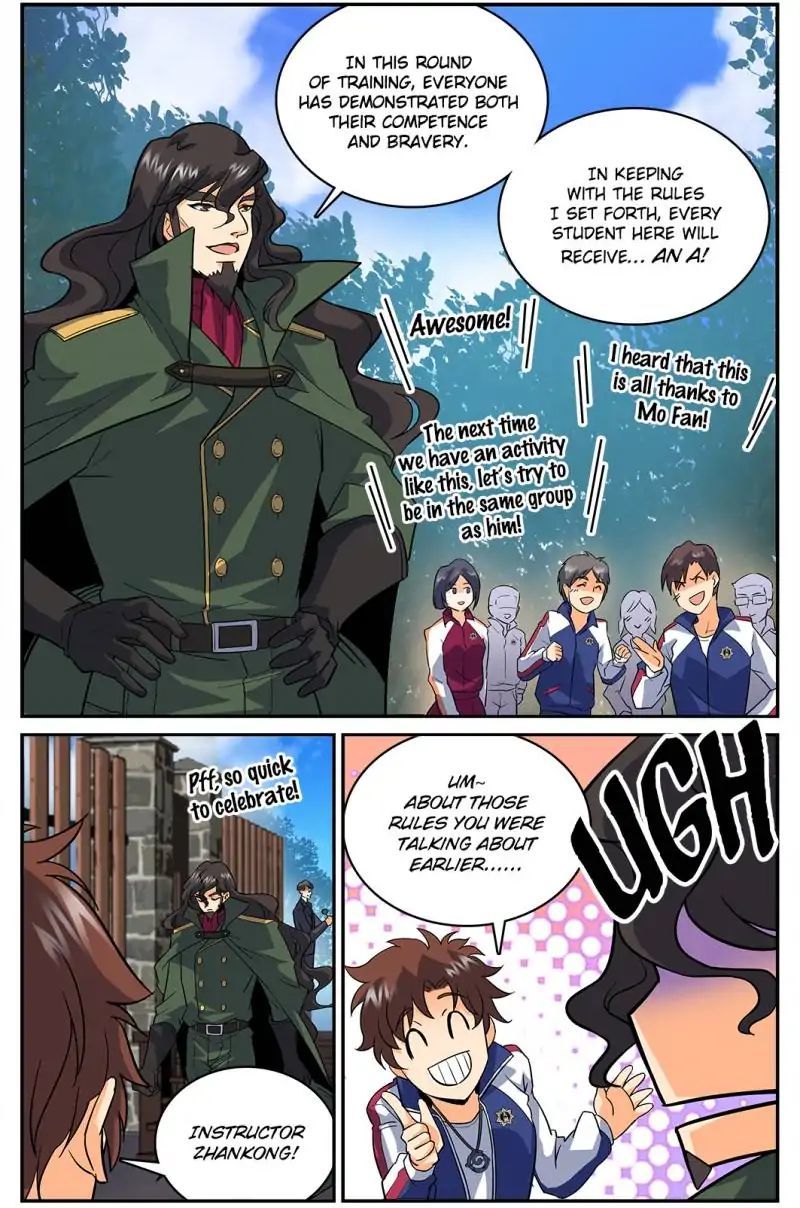 IN THIS ROUND
OF TRAINING, EVERYONE
HAS DEMONSTRATED BOTH
THEIR COMPETENCE
AND BRAVERY.
IN KEEPING
WITH THE RULES
I SET FORTH, EVERY
STUDENT HERE WILL
RECEIVE... AN A!
Awesome!
I heard that this
is all thanks to
Mo Fan!
The next time
we have an activity
like this, let's try to
be in the same group
as him!
Pff, so quick
to celebrate!
INSTRUCTOR
ZHANKONG!
UM~
ABOUT THOSE
RULES YOU WERE
TALKING ABOUT
EARLIER......
UGH